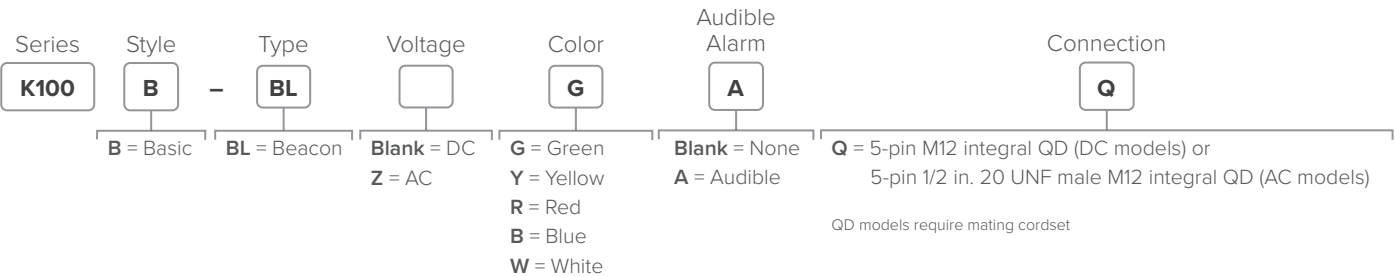 Series Style Type Voltage Color Audible Alarm Connection
K100 B – BL G A Q
B = Basic BL = Beacon Blank = DC G = Green Blank = None Q = 5-pin M12 integral QD (DC models) or
Z = AC Y = Yellow A = Audible 5-pin 1/2 in. 20 UNF male M12 integral QD (AC models)
R = Red
B = Blue QD models require mating cordset
W = White